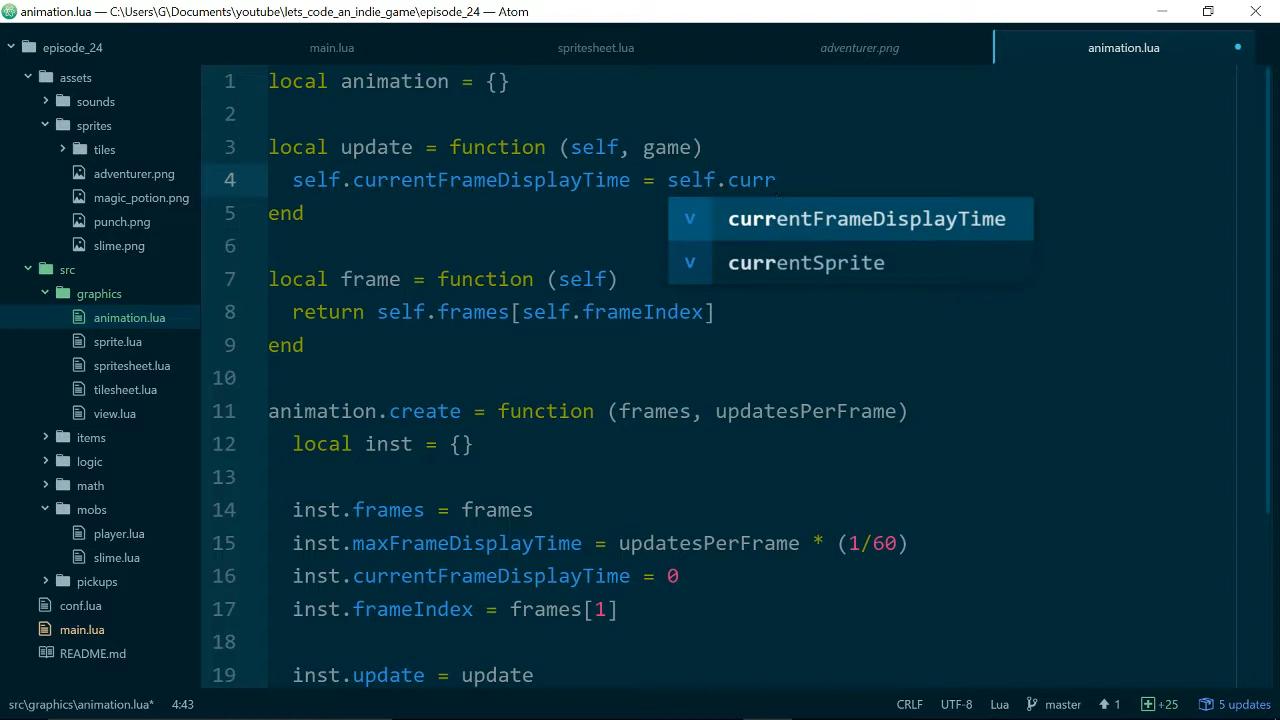 animation.lua — C:\Users\G\Documents\youtube\lets_code_an_indie_game\episode_24 — Atom
episode_24
main.lua
spritesheet.lua
adventurer.png
animation.lua
assets
sounds
sprites
tiles
adventurer.png
magic_potion.png
punch.png
slime.png
src
graphics
animation.lua
sprite.lua
spritesheet.lua
tilesheet.lua
view.lua
items
logic
math
mobs
player.lua
slime.lua
pickups
conf.lua
main.lua
README.md
1 local animation = {}
2
3 local update = function (self, game)
4 self.currentFrameDisplayTime = self.curr
v currentFrameDisplayTime
v currentSprite
5 end
6
7 local frame = function (self)
8 return self.frames[self.frameIndex]
9 end
10
11 animation.create = function (frames, updatesPerFrame)
12 local inst = {}
13
14 inst.frames = frames
15 inst.maxFrameDisplayTime = updatesPerFrame * (1/60)
16 inst.currentFrameDisplayTime = 0
17 inst.frameIndex = frames[1]
18
19 inst.update = update
src\graphics\animation.lua* 4:43
CRLF UTF-8 Lua master 1 +25 5 updates